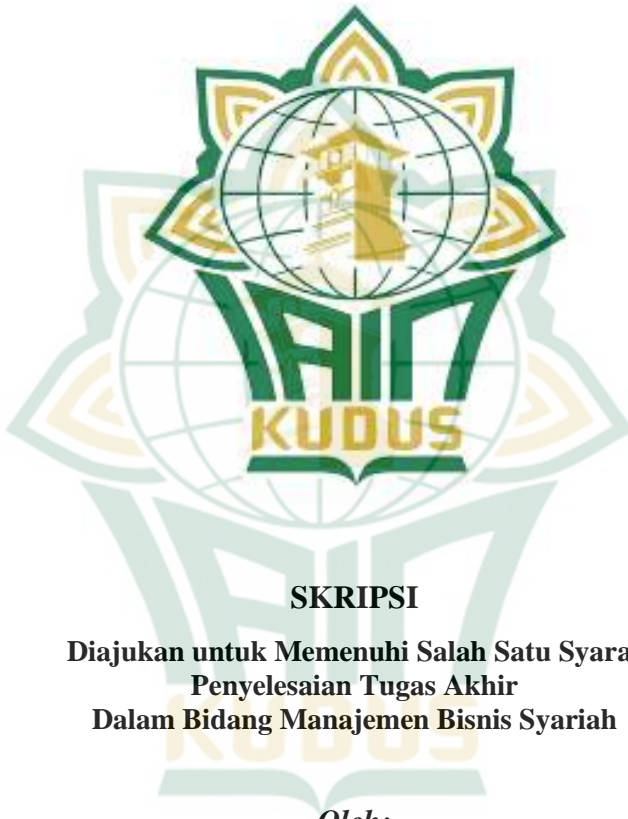 IAIN
KUDUS
SKRIPSI
Diajukan untuk Memenuhi Salah Satu Syara
Penyelesaian Tugas Akhir
Dalam Bidang Manajemen Bisnis Syariah
Oleh: